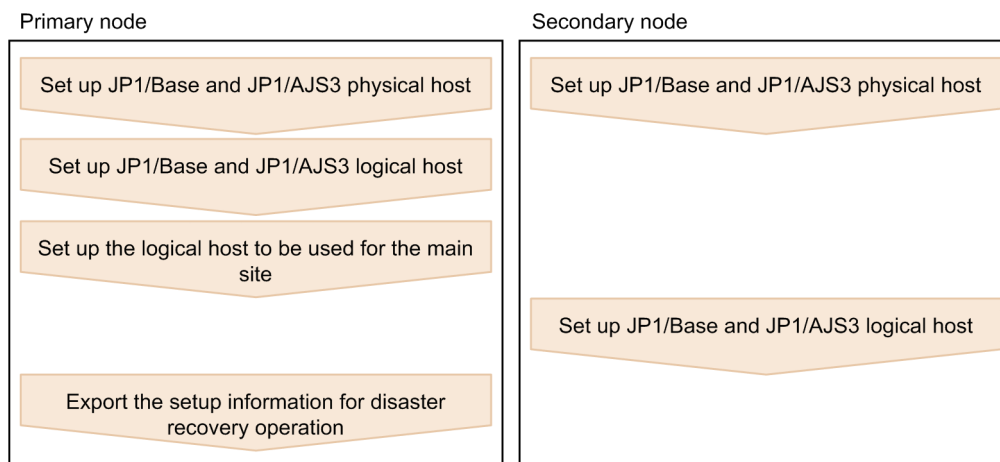 Primary node
Set up JP1/Base and JP1/AJS3 physical host
Set up JP1/Base and JP1/AJS3 logical host
Set up the logical host to be used for the main
site
Export the setup information for disaster
recovery operation
Secondary node
Set up JP1/Base and JP1/AJS3 physical host
Set up JP1/Base and JP1/AJS3 logical host